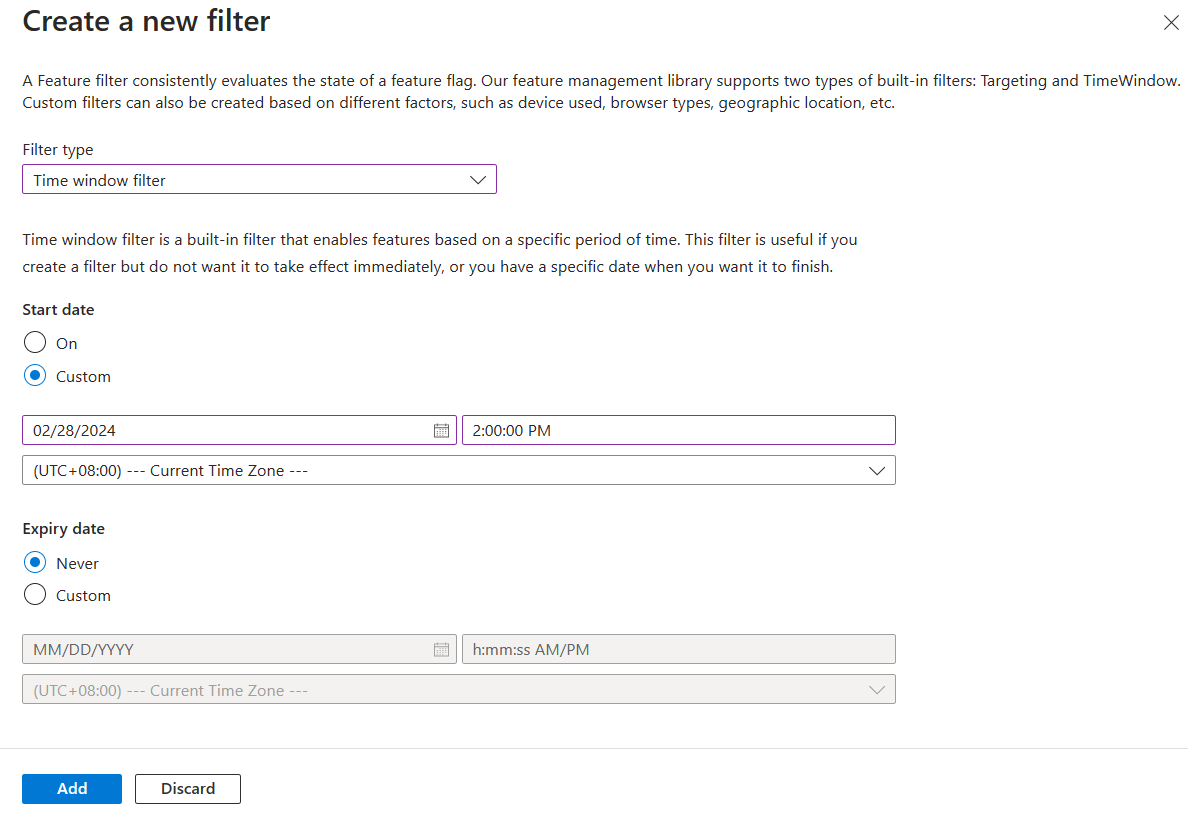 Create a new filter
A Feature filter consistently evaluates the state of a feature flag. Our feature management library supports two types of built-in filters: Targeting and TimeWindow.
Custom filters can also be created based on different factors, such as device used, browser types, geographic location, etc.
Filter type
Time window filter
Time window filter is a built-in filter that enables features based on a specific period of time. This filter is useful if you
create a filter but do not want it to take effect immediately, or you have a specific date when you want it to finish.
Start date
On
Custom
02/28/2024
2:00:00 PM
(UTC+08:00) --- Current Time Zone ---
Expiry date
Never
Custom
MM/DD/YYYY
h:mm:ss AM/PM
(UTC+08:00) --- Current Time Zone ---
Add
Discard